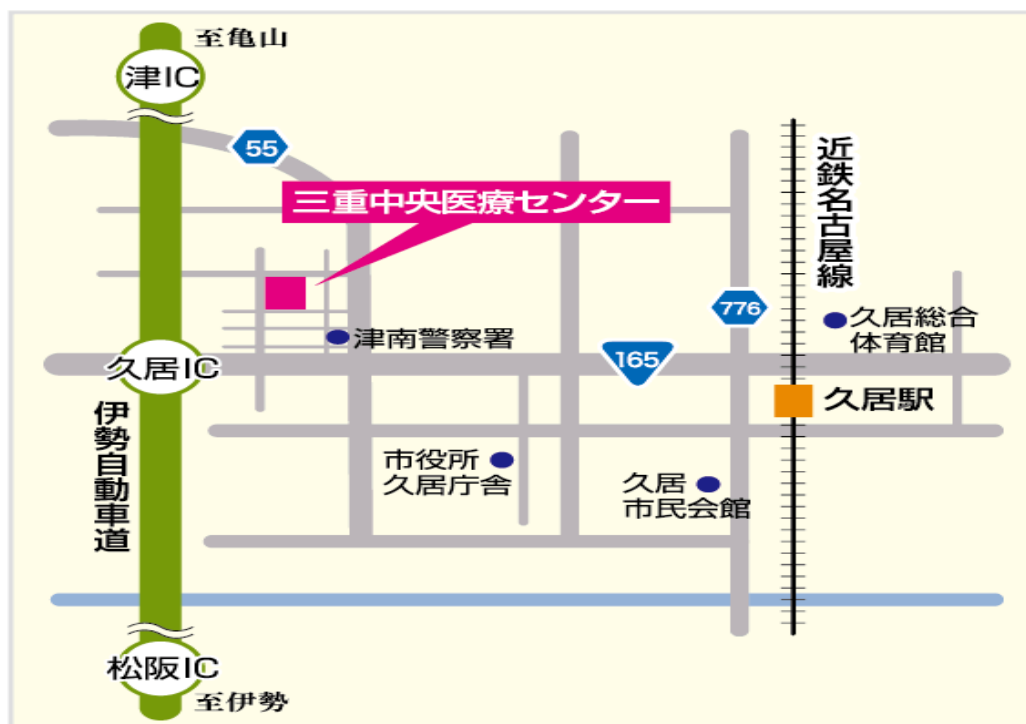 至亀山
津IC
55
三重中央医療センター
近鉄名古屋線
776
久居総合
体育館
津南警察署
165
久居IC
久居駅
伊勢自動車道
市役所
久居庁舎
久居
市民会館
松阪IC
至伊勢